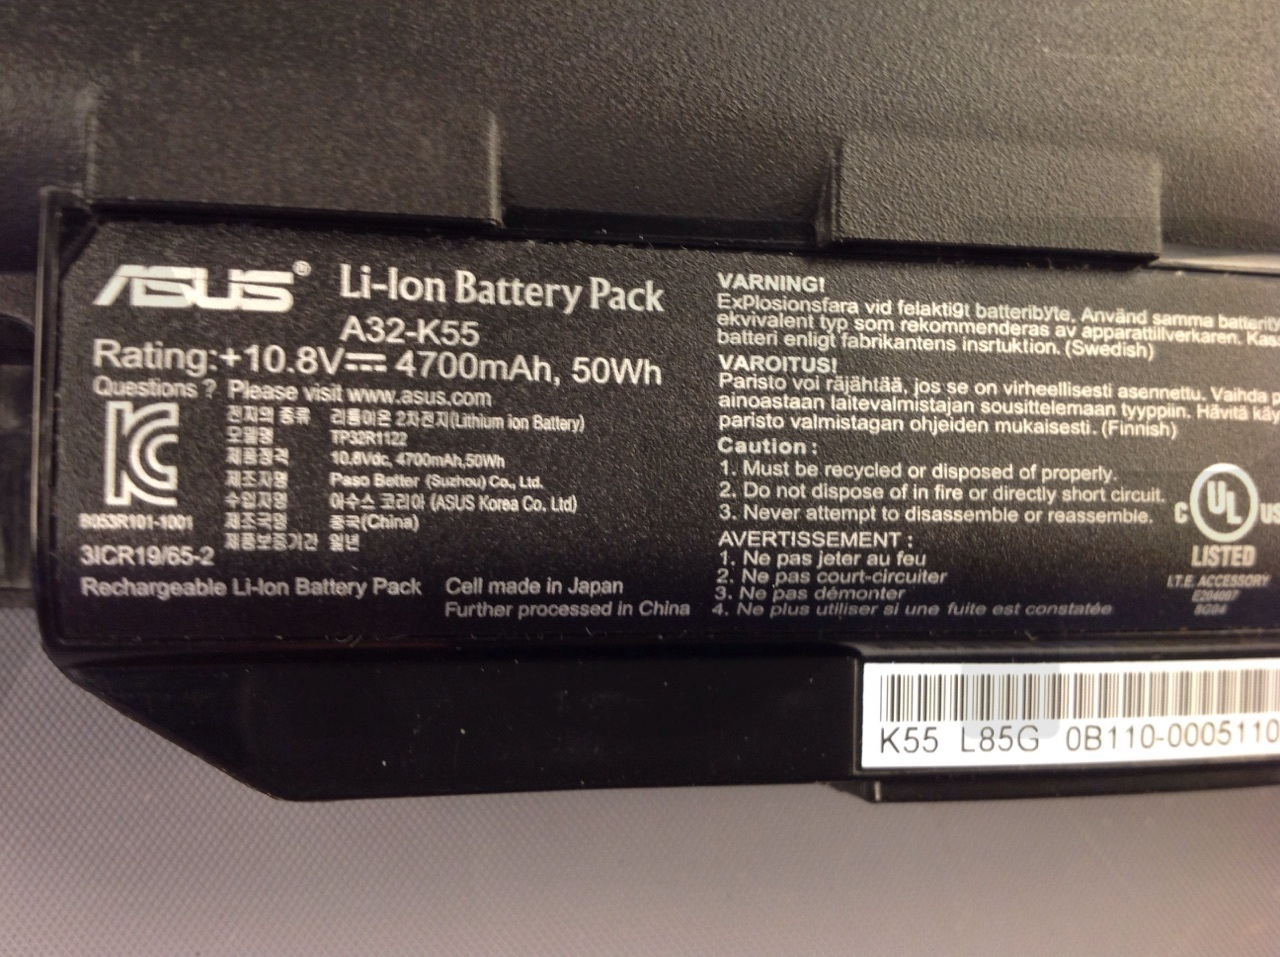 ASUS® Li-Ion Battery Pack
A32-K55
Rating:+10.8V⎓ 4700mAh, 50Wh
Questions ? Please visit www.asus.com
전지의 종류 리튬이온 2차전지(Lithium ion Battery)
모델명 TP32R1122
제품정격 10.8Vdc, 4700mAh,50Wh
제조자명 Paso Better (Suzhou) Co., Ltd.
수입자명 아수스 코리아 (ASUS Korea Co. Ltd)
제조국명 중국(China)
제품보증기간 일년
B053R101-1001
3ICR19/65-2
Rechargeable Li-Ion Battery Pack
Cell made in Japan
Further processed in China
VARNING!
ExPlosionsfara vid felaktigt batteribyte. Använd samma batterity
ekvivalent typ som rekommenderas av apparattillverkaren. Kas
batteri enligt fabrikantens insrtuktion. (Swedish)
VAROITUS!
Paristo voi räjähtää, jos se on virheellisesti asennettu. Vaihda p
ainoastaan laitevalmistajan sousittelemaan tyyppiin. Hävitä käy
paristo valmistagan ohjeiden mukaisesti. (Finnish)
Caution :
1. Must be recycled or disposed of properly.
2. Do not dispose of in fire or directly short circuit.
3. Never attempt to disassemble or reassemble.
AVERTISSEMENT :
1. Ne pas jeter au feu
2. Ne pas court-circuiter
3. Ne pas démonter
4. Ne plus utiliser si une fuite est constatée
C UL US
LISTED
I.T.E. ACCESSORY
E204097
8G04
K55 L85G 0B110-0005110